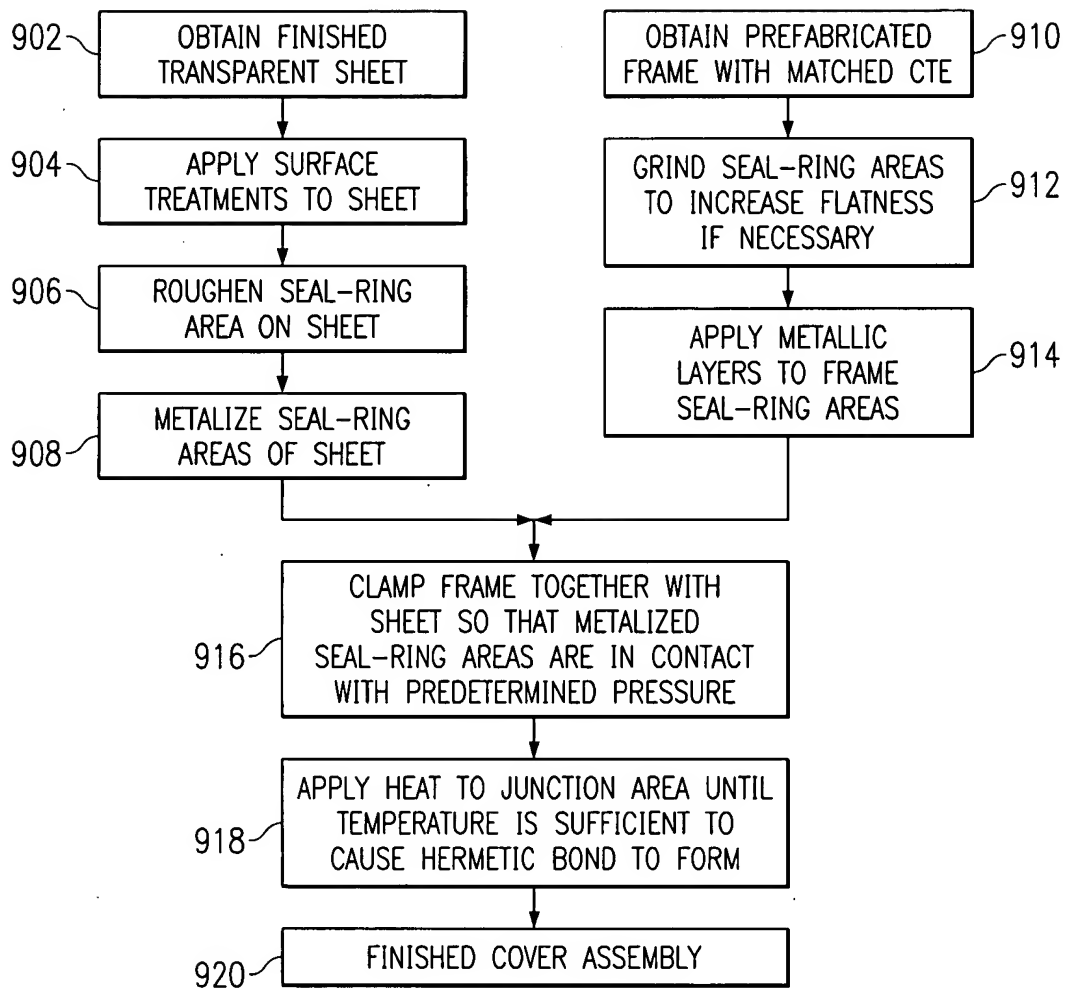 902
OBTAIN FINISHED
TRANSPARENT SHEET
904
APPLY SURFACE
TREATMENTS TO SHEET
906
ROUGHEN SEAL-RING
AREA ON SHEET
908
METALIZE SEAL-RING
AREAS OF SHEET
OBTAIN PREFABRICATED
FRAME WITH MATCHED CTE
910
GRIND SEAL-RING AREAS
TO INCREASE FLATNESS
IF NECESSARY
912
APPLY METALLIC
LAYERS TO FRAME
SEAL-RING AREAS
914
916
CLAMP FRAME TOGETHER WITH
SHEET SO THAT METALIZED
SEAL-RING AREAS ARE IN CONTACT
WITH PREDETERMINED PRESSURE
918
APPLY HEAT TO JUNCTION AREA UNTIL
TEMPERATURE IS SUFFICIENT TO
CAUSE HERMETIC BOND TO FORM
920
FINISHED COVER ASSEMBLY